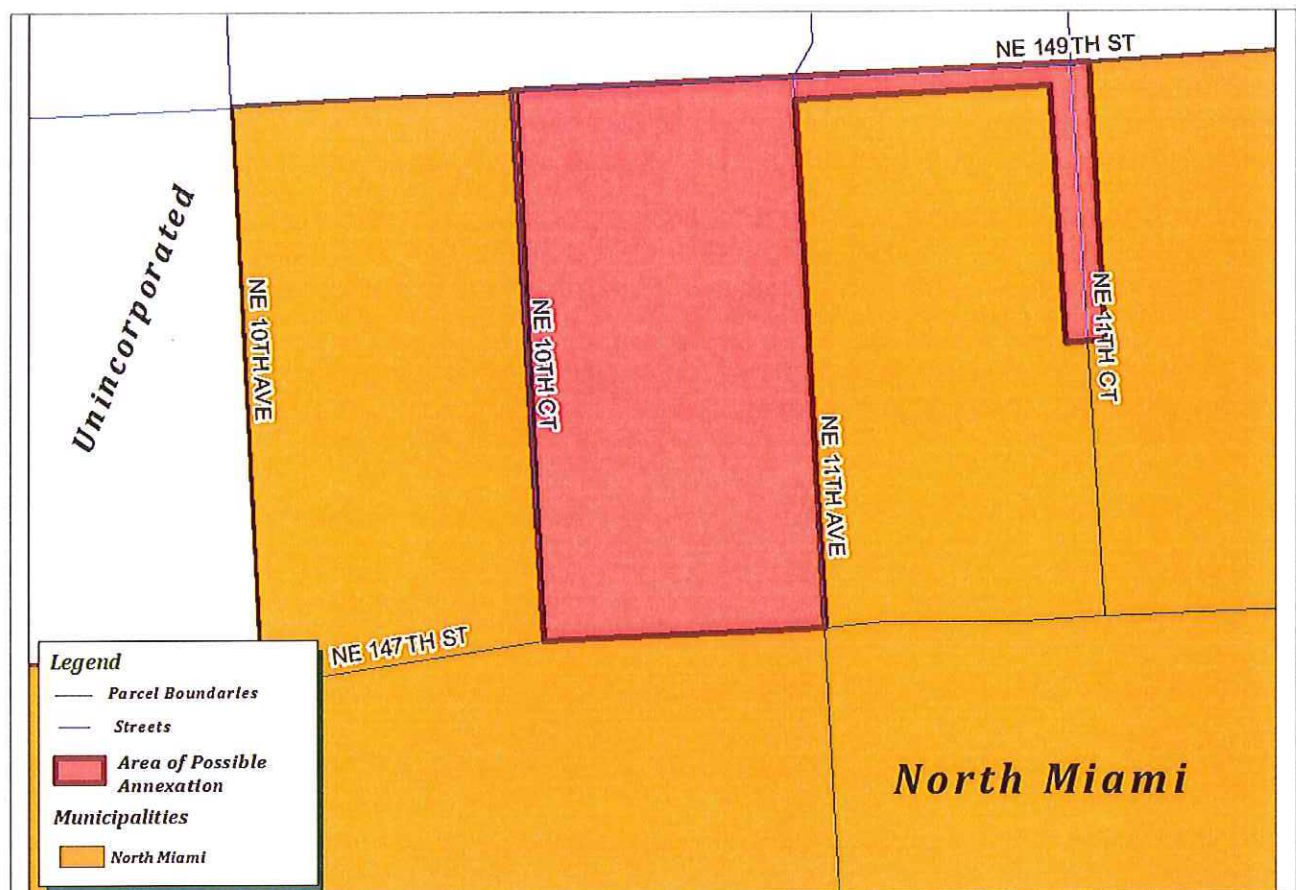 NE 149TH ST
Unincorporated
NE 10TH AVE
NE 10TH CT
NE 11TH AVE
NE 11TH CT
NE 147TH ST
North Miami
Legend
Parcel Boundaries
Streets
Area of Possible
Annexation
Municipalities
North Miami